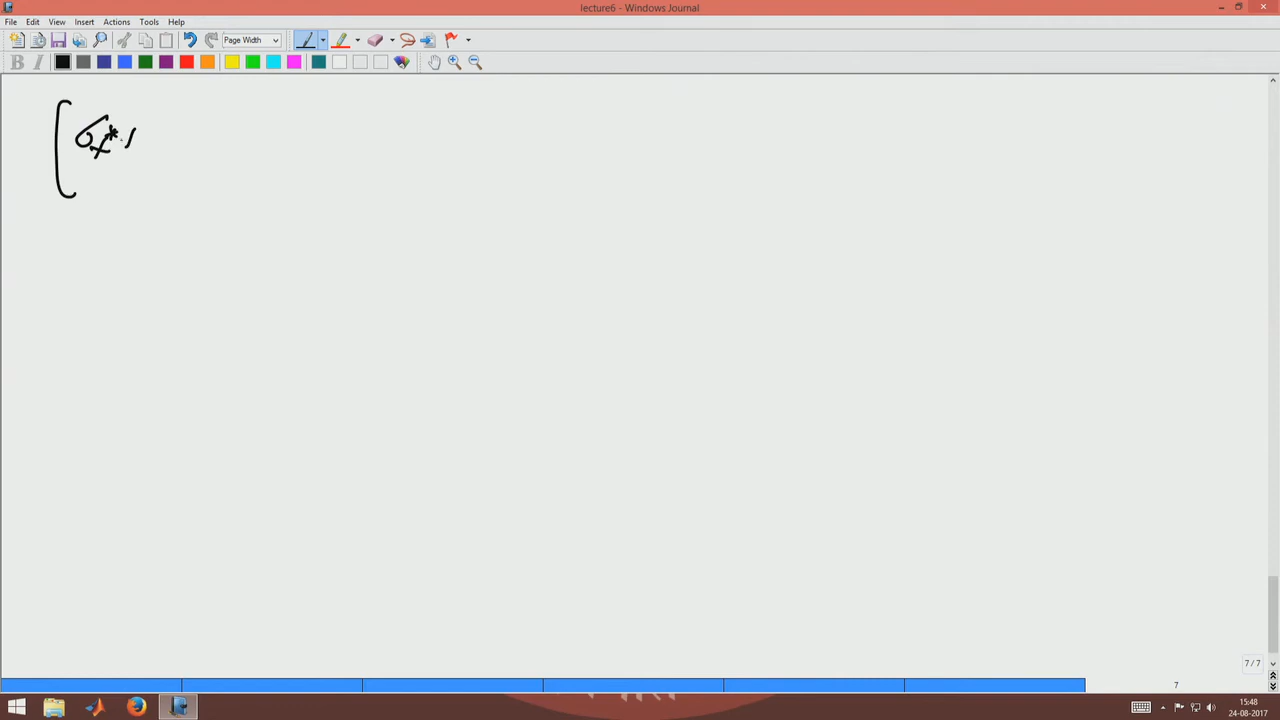 lecture6 - Windows Journal
File Edit View Insert Actions Tools Help
Page Width
B I
[ σx*
7 / 7
7
15:48
24-08-2017